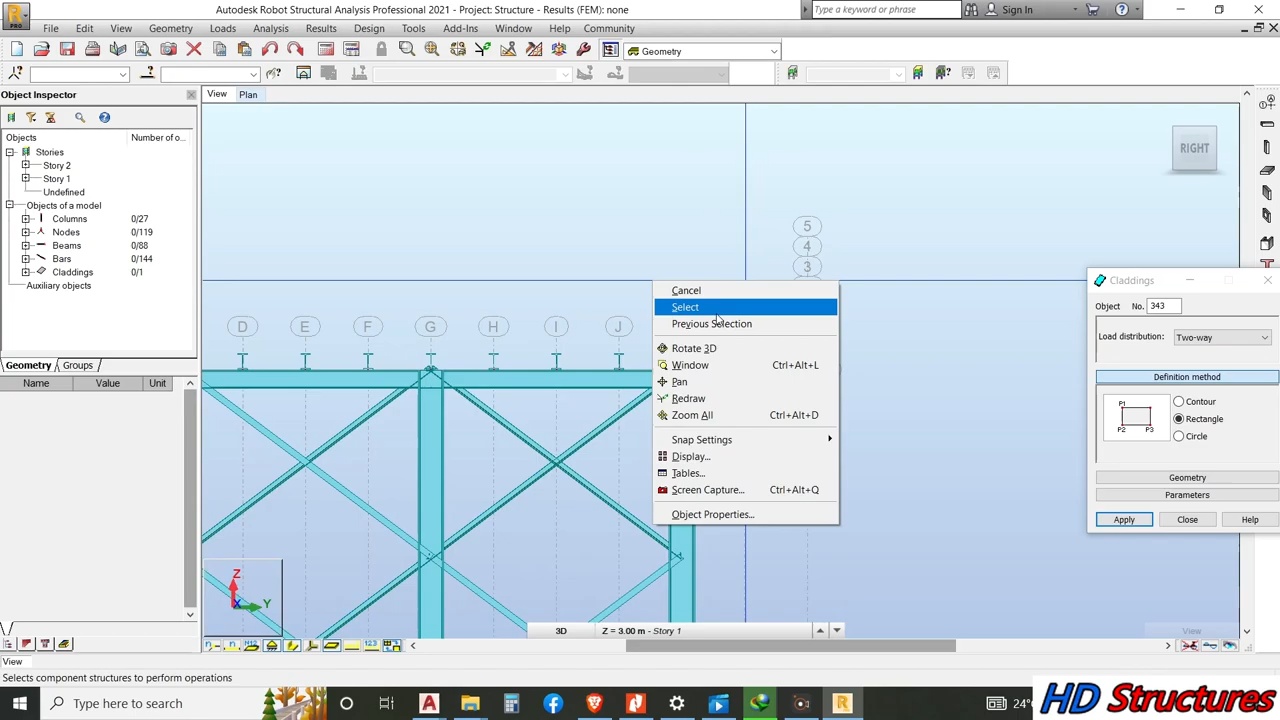 Autodesk Robot Structural Analysis Professional 2021 - Project: Structure - Results (FEM): none
Type a keyword or phrase
Sign In
PRO
File Edit View Geometry Loads Analysis Results Design Tools Add-Ins Window Help Community
Geometry
Object Inspector
View Plan
Objects Number of o...
Stories
Story 2
Story 1
Undefined
Objects of a model
Columns 0/27
Nodes 0/119
Beams 0/88
Bars 0/144
Claddings 0/1
Auxiliary objects
Geometry Groups
Name Value Unit
RIGHT
5
4
3
D E F G H I J
Cancel
Select
Previous Selection
Rotate 3D
Window Ctrl+Alt+L
Pan
Redraw
Zoom All Ctrl+Alt+D
Snap Settings
Display...
Tables...
Screen Capture... Ctrl+Alt+Q
Object Properties...
Claddings
Object No. 343
Load distribution: Two-way
Definition method
P1
P2 P3
Contour
Rectangle
Circle
Geometry
Parameters
Apply Close Help
Z
X Y
3D Z = 3.00 m - Story 1
View
View
Selects component structures to perform operations
Type here to search
24°
HD Structures